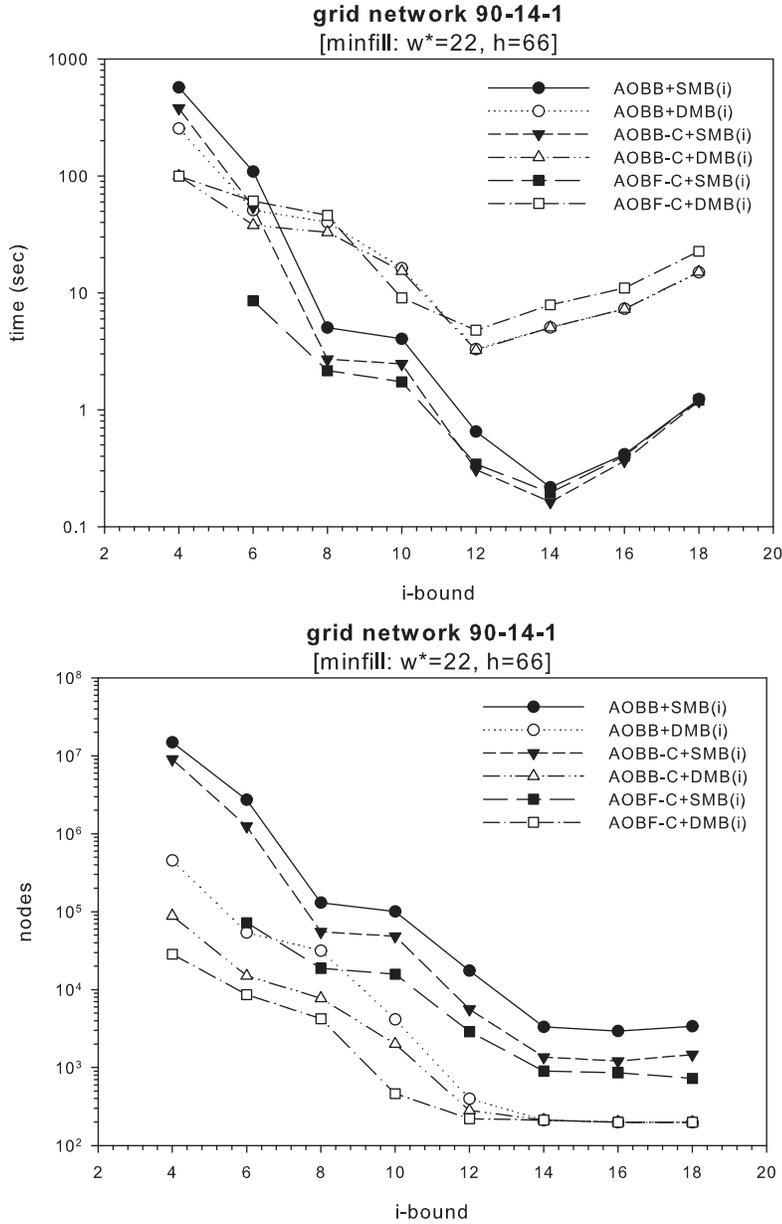 grid network 90-14-1
[minfill: w*=22, h=66]
1000
100
10
1
0.1
time (sec)
AOBB+SMB(i)
AOBB+DMB(i)
AOBB-C+SMB(i)
AOBB-C+DMB(i)
AOBF-C+SMB(i)
AOBF-C+DMB(i)
2 4 6 8 10 12 14 16 18 20
i-bound
grid network 90-14-1
[minfill: w*=22, h=66]
10^8
10^7
10^6
10^5
10^4
10^3
10^2
nodes
AOBB+SMB(i)
AOBB+DMB(i)
AOBB-C+SMB(i)
AOBB-C+DMB(i)
AOBF-C+SMB(i)
AOBF-C+DMB(i)
2 4 6 8 10 12 14 16 18 20
i-bound